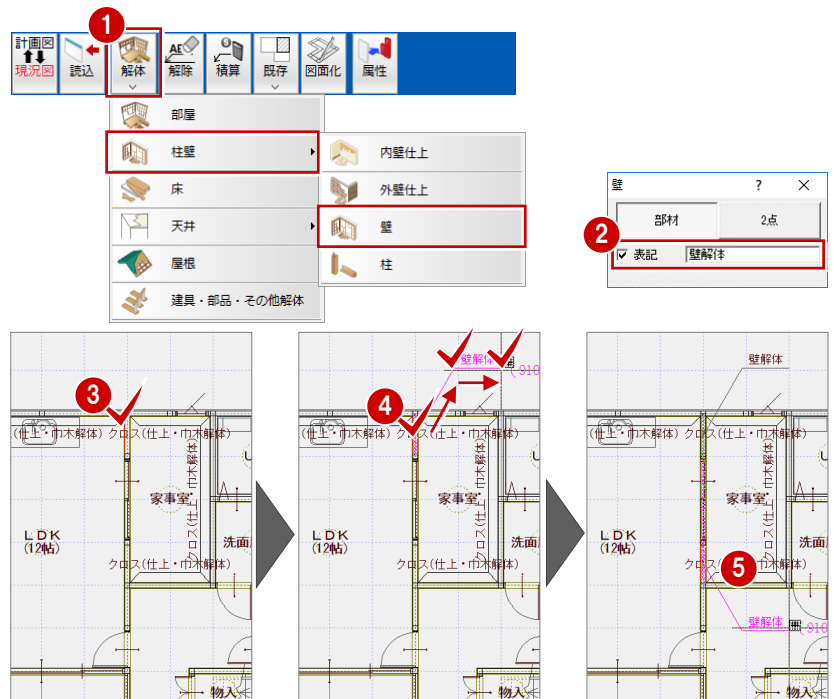 1
計画図
現況図
読込
解体
AE
解除
積算
既存
図面化
属性
部屋
柱壁
床
天井
屋根
建具・部品・その他解体
内壁仕上
外壁仕上
壁
柱
壁 ? ×
部材 2点
2
表記 壁解体
3
(仕上・巾木解体) クロス(仕上・巾木解体)
クロス(仕上・巾木解体)
家事室
LDK
(12帖)
洗面
クロス(仕上・巾木解体)
物入
壁解体
(910
4
(仕上・巾木解体) クロス(仕上・巾木解体)
クロス(仕上・巾木解体)
家事室
LDK
(12帖)
洗面
クロス(仕上・巾木解体)
物入
壁解体
(仕上・巾木解体) クロス(仕上・巾木解体)
クロス(仕上・巾木解体)
家事室
LDK
(12帖)
洗面
クロス(仕上・巾木解体)
5
壁解体
(910
物入